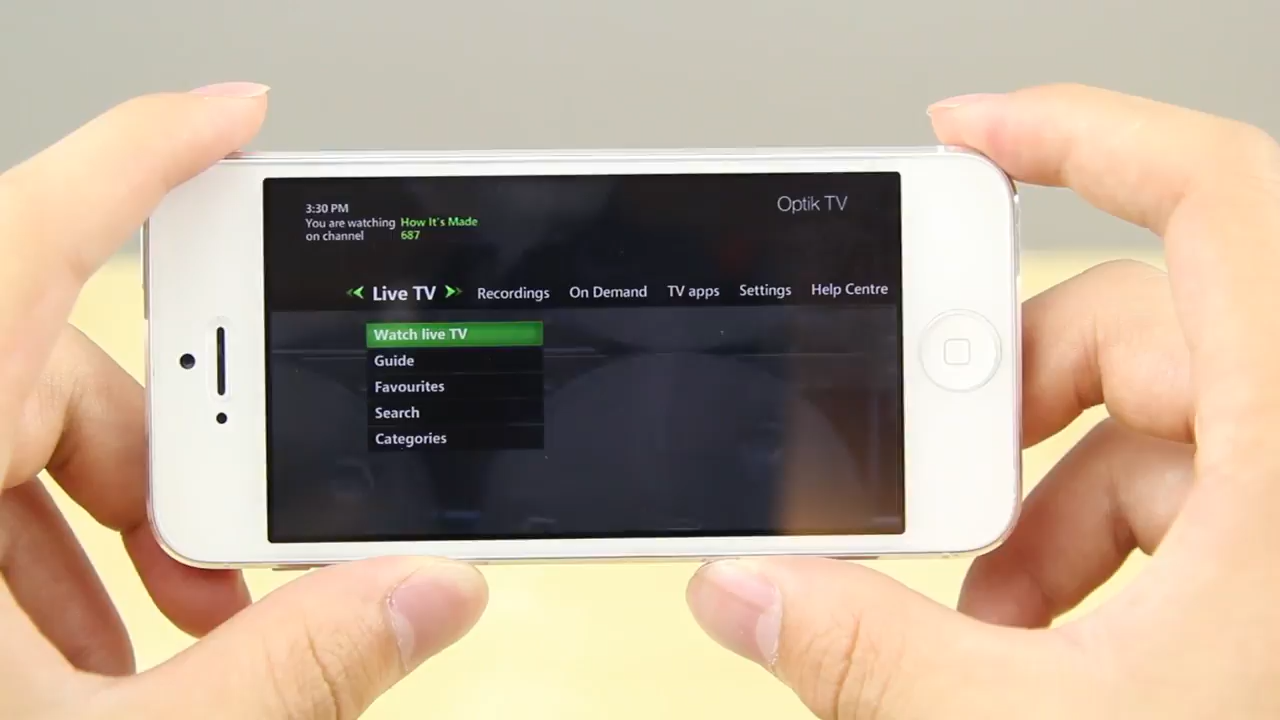 3:30 PM
You are watching How It's Made
on channel 687
Optik TV
Live TV Recordings On Demand TV apps Settings Help Centre
Watch live TV
Guide
Favourites
Search
Categories